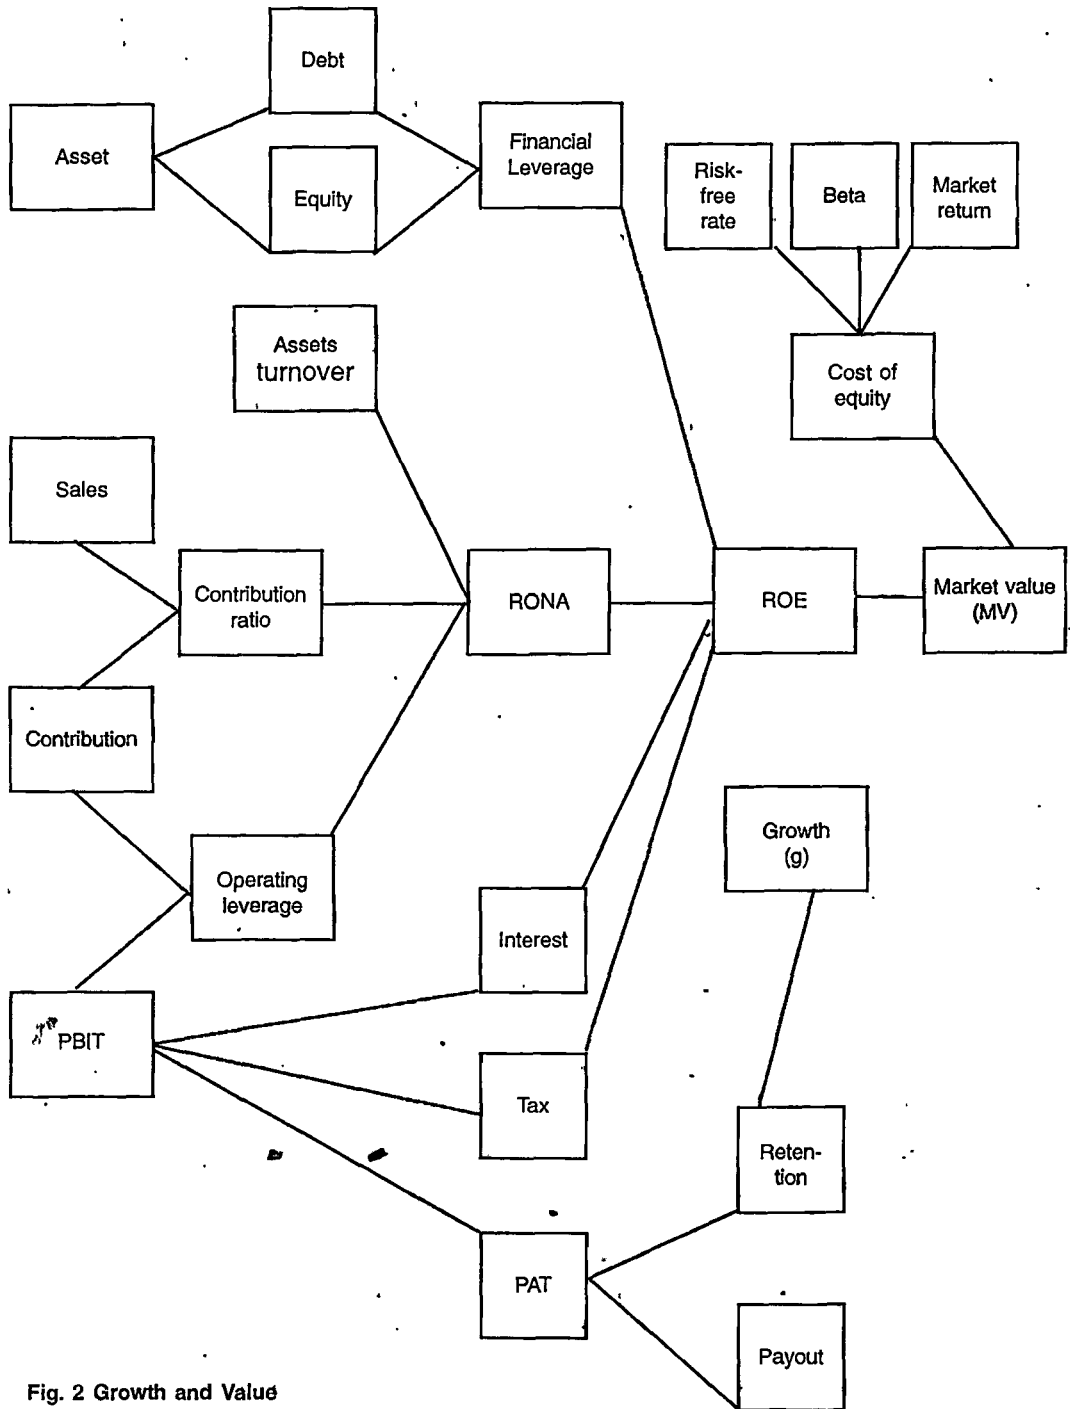 Debt
Asset
Equity
Financial
Leverage
Risk-
free
rate
Beta
Market
return
Assets
turnover
Cost of
equity
Sales
Contribution
ratio
RONA
ROE
Market value
(MV)
Contribution
Growth
(g)
Operating
leverage
Interest
PBIT
Tax
Reten-
tion
PAT
Payout
Fig. 2 Growth and Value